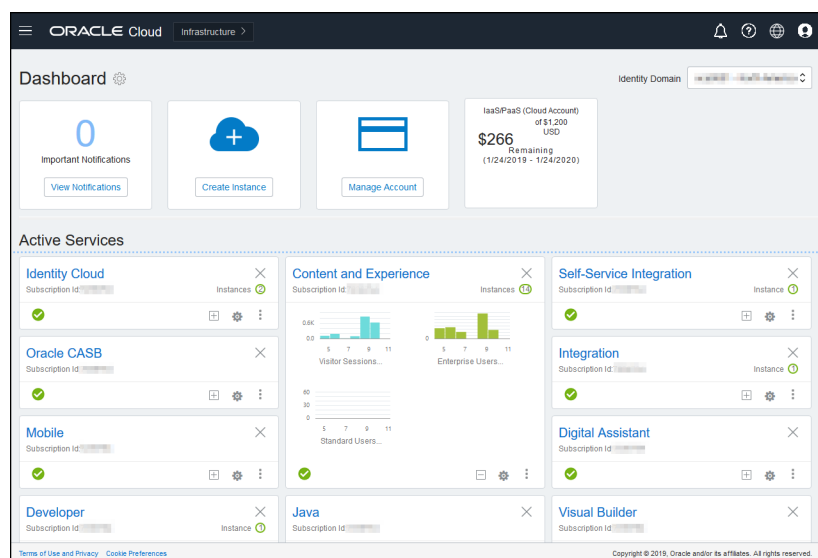 ORACLE Cloud Infrastructure >
Dashboard
Identity Domain
0
Important Notifications
View Notifications
Create Instance
Manage Account
IaaS/PaaS (Cloud Account)
of $1,200
USD
$266
Remaining
(1/24/2019 - 1/24/2020)
Active Services
Identity Cloud
Subscription Id:
Instances 2
Content and Experience
Subscription Id:
Instances 14
0.6K
0.0
5 7 9 11
Visitor Sessions...
0
5 7 9 11
Enterprise Users...
60
30
0
5 7 9 11
Standard Users...
Self-Service Integration
Subscription Id:
Instance 1
Oracle CASB
Subscription Id:
Integration
Subscription Id:
Instance 1
Mobile
Subscription Id:
Digital Assistant
Subscription Id:
Developer
Subscription Id:
Instance 1
Java
Subscription Id:
Visual Builder
Subscription Id:
Terms of Use and Privacy Cookie Preferences
Copyright © 2019, Oracle and/or its affiliates. All rights reserved.